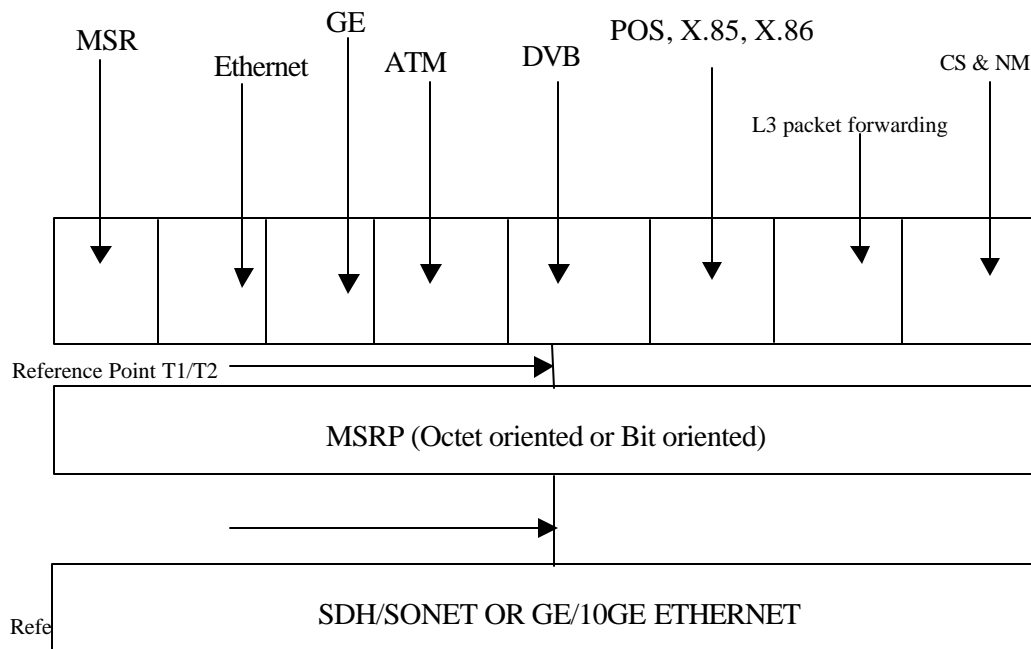 MSR
Ethernet
GE
ATM
DVB
POS, X.85, X.86
L3 packet forwarding
CS & NM
Reference Point T1/T2
MSRP (Octet oriented or Bit oriented)
Refe
SDH/SONET OR GE/10GE ETHERNET